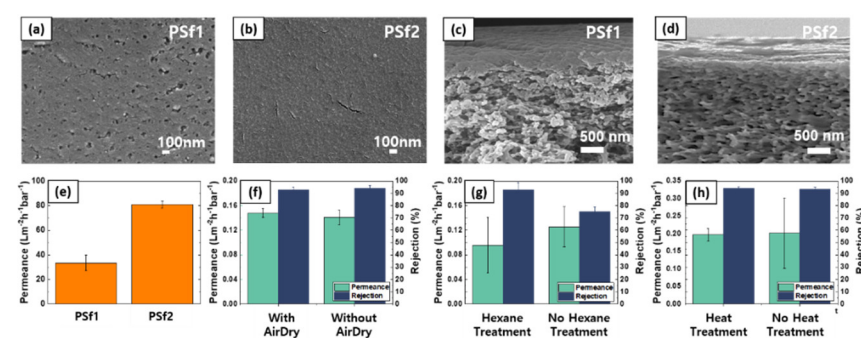 (a) PSf1 100nm
(b) PSf2 100nm
(c) PSf1 500 nm
(d) PSf2 500 nm
(e)
Permeance (Lm⁻²h⁻¹bar⁻¹)
100
80
60
40
20
0
PSf1 PSf2
(f)
Permeance (Lm⁻²h⁻¹bar⁻¹)
0.20
0.16
0.12
0.08
0.04
0.00
Rejection (%)
100
90
80
70
60
50
40
30
20
10
0
Permeance
Rejection
With Without
AirDry AirDry
(g)
Permeance (Lm⁻²h⁻¹bar⁻¹)
0.20
0.16
0.12
0.08
0.04
0.00
Rejection (%)
100
90
80
70
60
50
40
30
20
10
0
Permeance
Rejection
Hexane No Hexane
Treatment Treatment
(h)
Permeance (Lm⁻²h⁻¹bar⁻¹)
0.35
0.30
0.25
0.20
0.15
0.10
0.05
0.00
Rejection (%)
100
90
80
70
60
50
40
30
20
10
0
Permeance
Rejection
t
Heat No Heat
Treatment Treatment